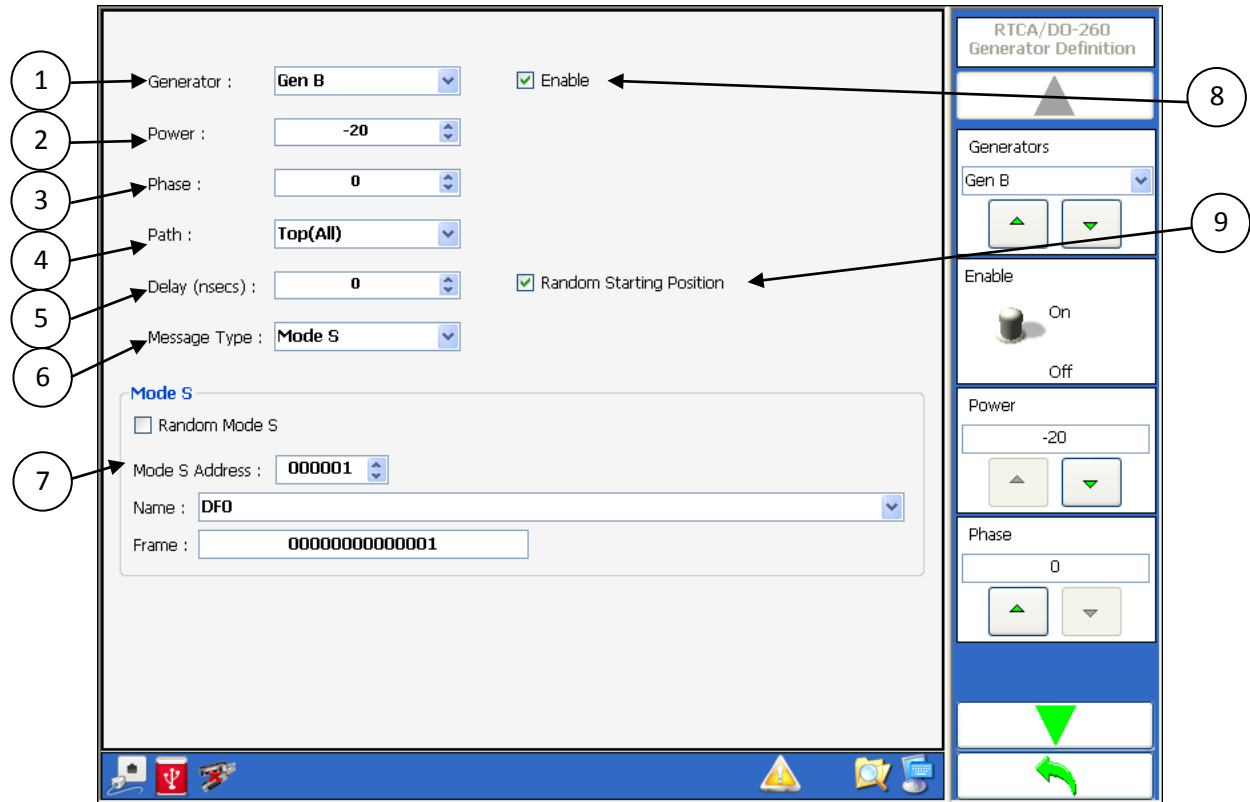 1
Generator :
Gen B
Enable
8
2
Power :
-20
3
Phase :
0
4
Path :
Top(All)
9
5
Delay (nsecs) :
0
Random Starting Position
6
Message Type :
Mode S
Mode S
Random Mode S
7
Mode S Address :
000001
Name :
DF0
Frame :
00000000000001
RTCA/DO-260
Generator Definition
Generators
Gen B
Enable
On
Off
Power
-20
Phase
0